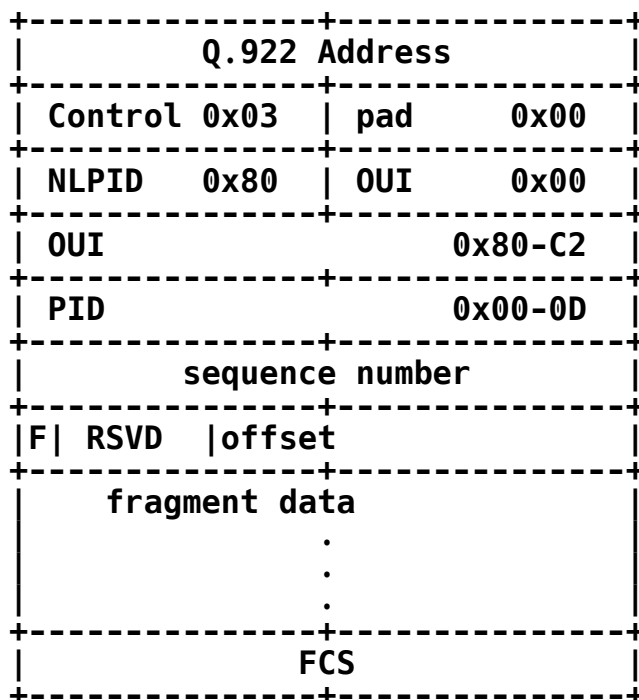 +---------------+---------------+
|         Q.922 Address         |
+---------------+---------------+
| Control 0x03  | pad     0x00  |
+---------------+---------------+
| NLPID   0x80  | OUI     0x00  |
+---------------+---------------+
| OUI                  0x80-C2  |
+---------------+---------------+
| PID                  0x00-0D  |
+---------------+---------------+
|        sequence number        |
+---------------+---------------+
|F| RSVD  |offset               |
+---------------+---------------+
|    fragment data              |
|               .               |
|               .               |
|               .               |
+---------------+---------------+
|              FCS              |
+---------------+---------------+